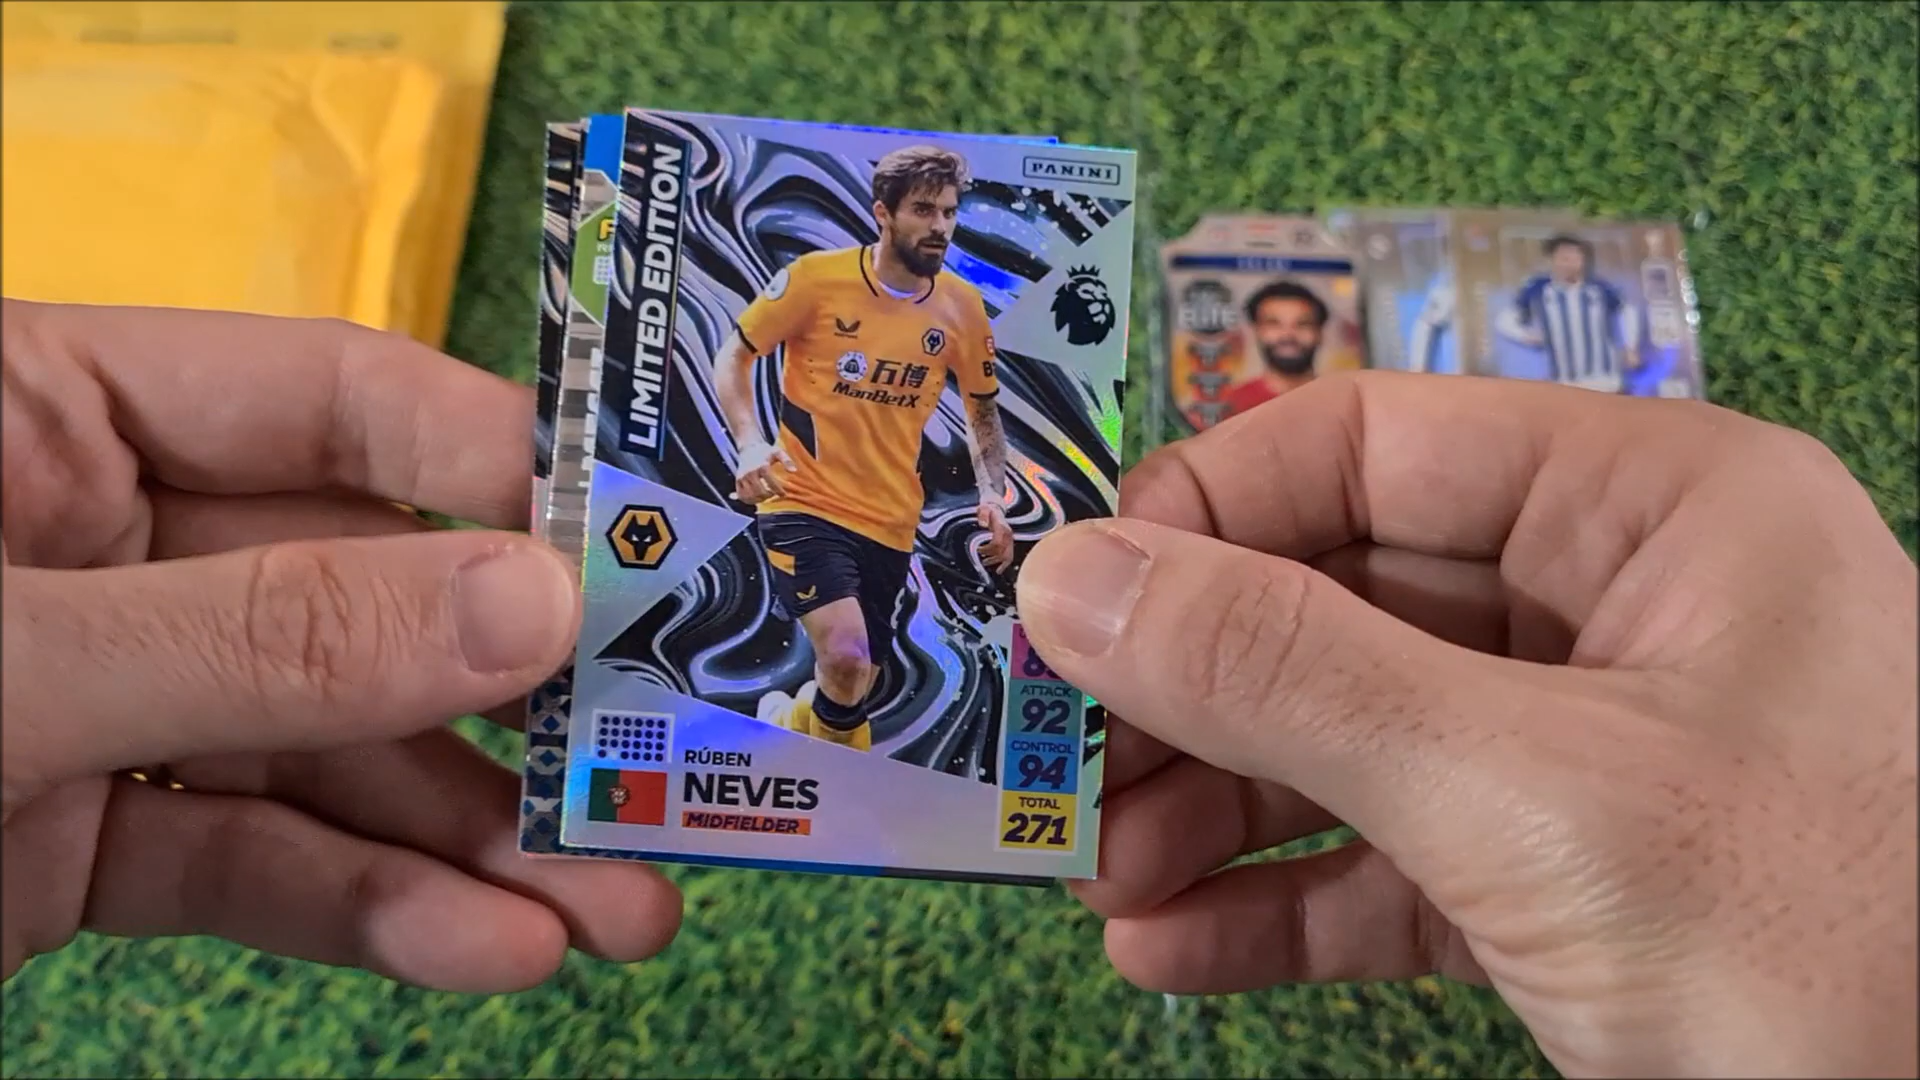 LIMITED EDITION
PANINI
万博
ManBetX
RÚBEN
NEVES
MIDFIELDER
ATTACK
92
CONTROL
94
TOTAL
271